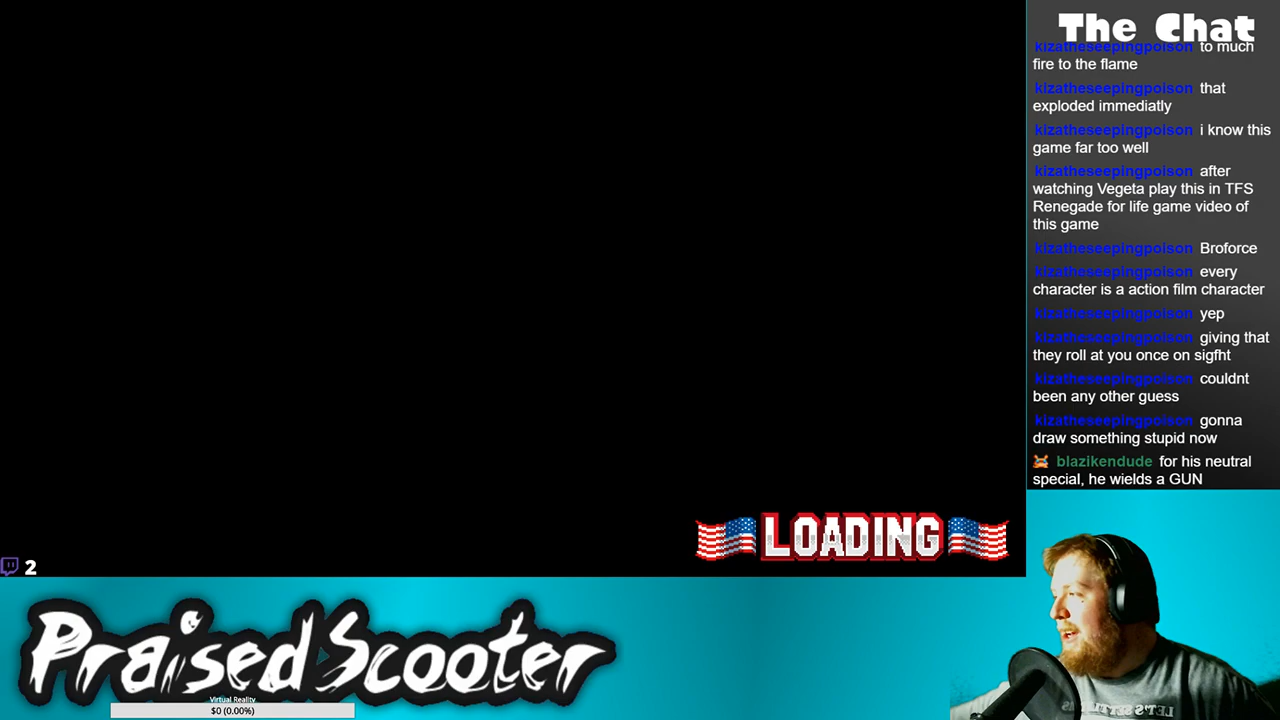 The Chat
kizatheseepingpoison to much
fire to the flame
kizatheseepingpoison that
exploded immediatly
kizatheseepingpoison i know this
game far too well
kizatheseepingpoison after
watching Vegeta play this in TFS
Renegade for life game video of
this game
kizatheseepingpoison Broforce
kizatheseepingpoison every
character is a action film character
kizatheseepingpoison yep
kizatheseepingpoison giving that
they roll at you once on sigfht
kizatheseepingpoison couldnt
been any other guess
kizatheseepingpoison gonna
draw something stupid now
blazikendude for his neutral
special, he wields a GUN
LOADING
2
PraisedScooter
Virtual Reality
$0 (0.00%)